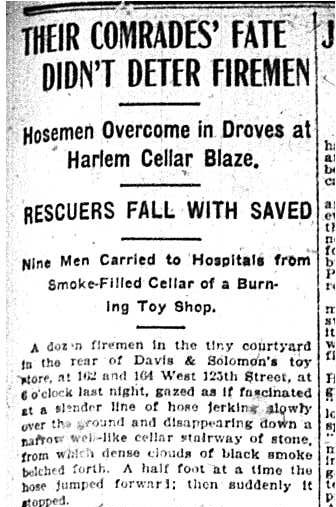 THEIR COMRADES' FATE
DIDN'T DETER FIREMEN
Hosemen Overcome in Droves at
Harlem Cellar Blaze.
RESCUERS FALL WITH SAVED
Nine Men Carried to Hospitals from
Smoke-Filled Cellar of a Burn-
ing Toy Shop.
A dozen firemen in the tiny courtyard
in the rear of Davis & Solomon's toy
store, at 162 and 164 West 125th Street, at
6 o'clock last night, gazed as if fascinated
at a slender line of hose jerking slowly
over the ground and disappearing down a
narrow well-like cellar stairway of stone,
from which dense clouds of black smoke
belched forth. A half foot at a time the
hose jumped forward; then suddenly it
stopped.